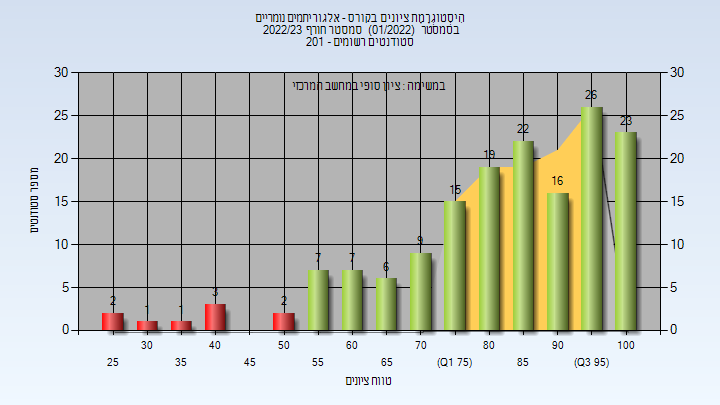 היסטוגרמת ציונים בקורס - אלגוריתמים נומריים
בסמסטר (01/2022) סמסטר חורף 2022/23
סטודנטים רשומים - 201
במשימה : ציון סופי במחשב המרכזי
מספר סטודנטים
30 30
25 25
20 20
15 15
10 10
5 5
0 0
2 1 1 3 2 7 7 6 9 15 19 22 16 26 23
30 40 50 60 70 80 90 100
25 35 45 55 65 (Q1 75) 85 (Q3 95)
טווח ציונים